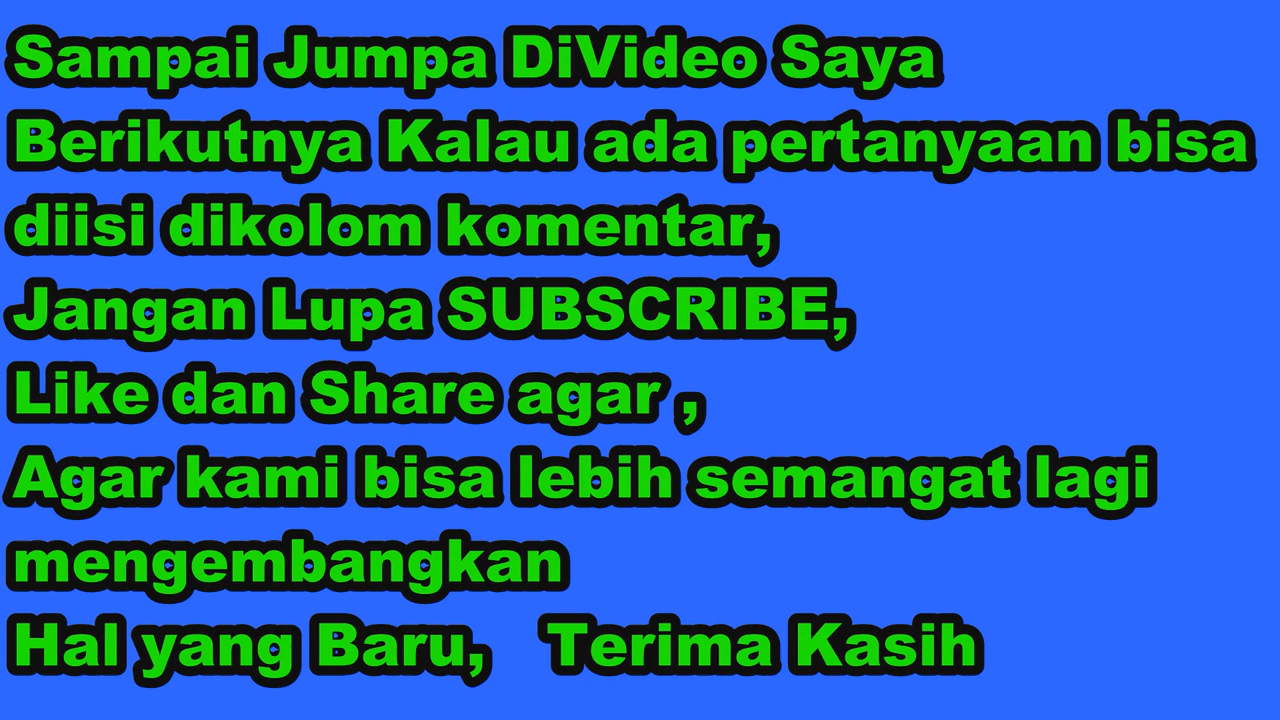 Sampai Jumpa DiVideo Saya
Berikutnya Kalau ada pertanyaan bisa
diisi dikolom komentar,
Jangan Lupa SUBSCRIBE,
Like dan Share agar ,
Agar kami bisa lebih semangat lagi
mengembangkan
Hal yang Baru, Terima Kasih